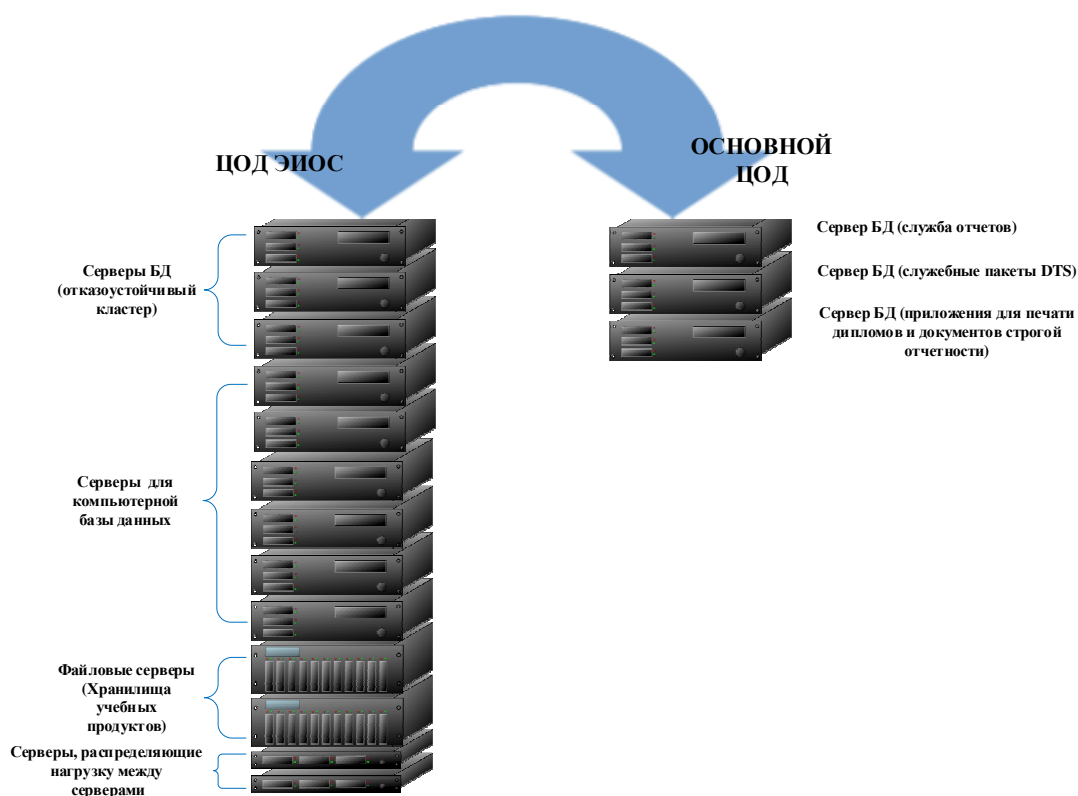 ЦОД ЭИОС
ОСНОВНОЙ
ЦОД
Серверы БД
(отказоустойчивый
кластер)
Серверы для
компьютерной
базы данных
Файловые серверы
(Хранилища
учебных
продуктов)
Серверы, распределяющие
нагрузку между
серверами
Сервер БД (служба отчетов)
Сервер БД (служебные пакеты DTS)
Сервер БД (приложения для печати
дипломов и документов строгой
отчетности)